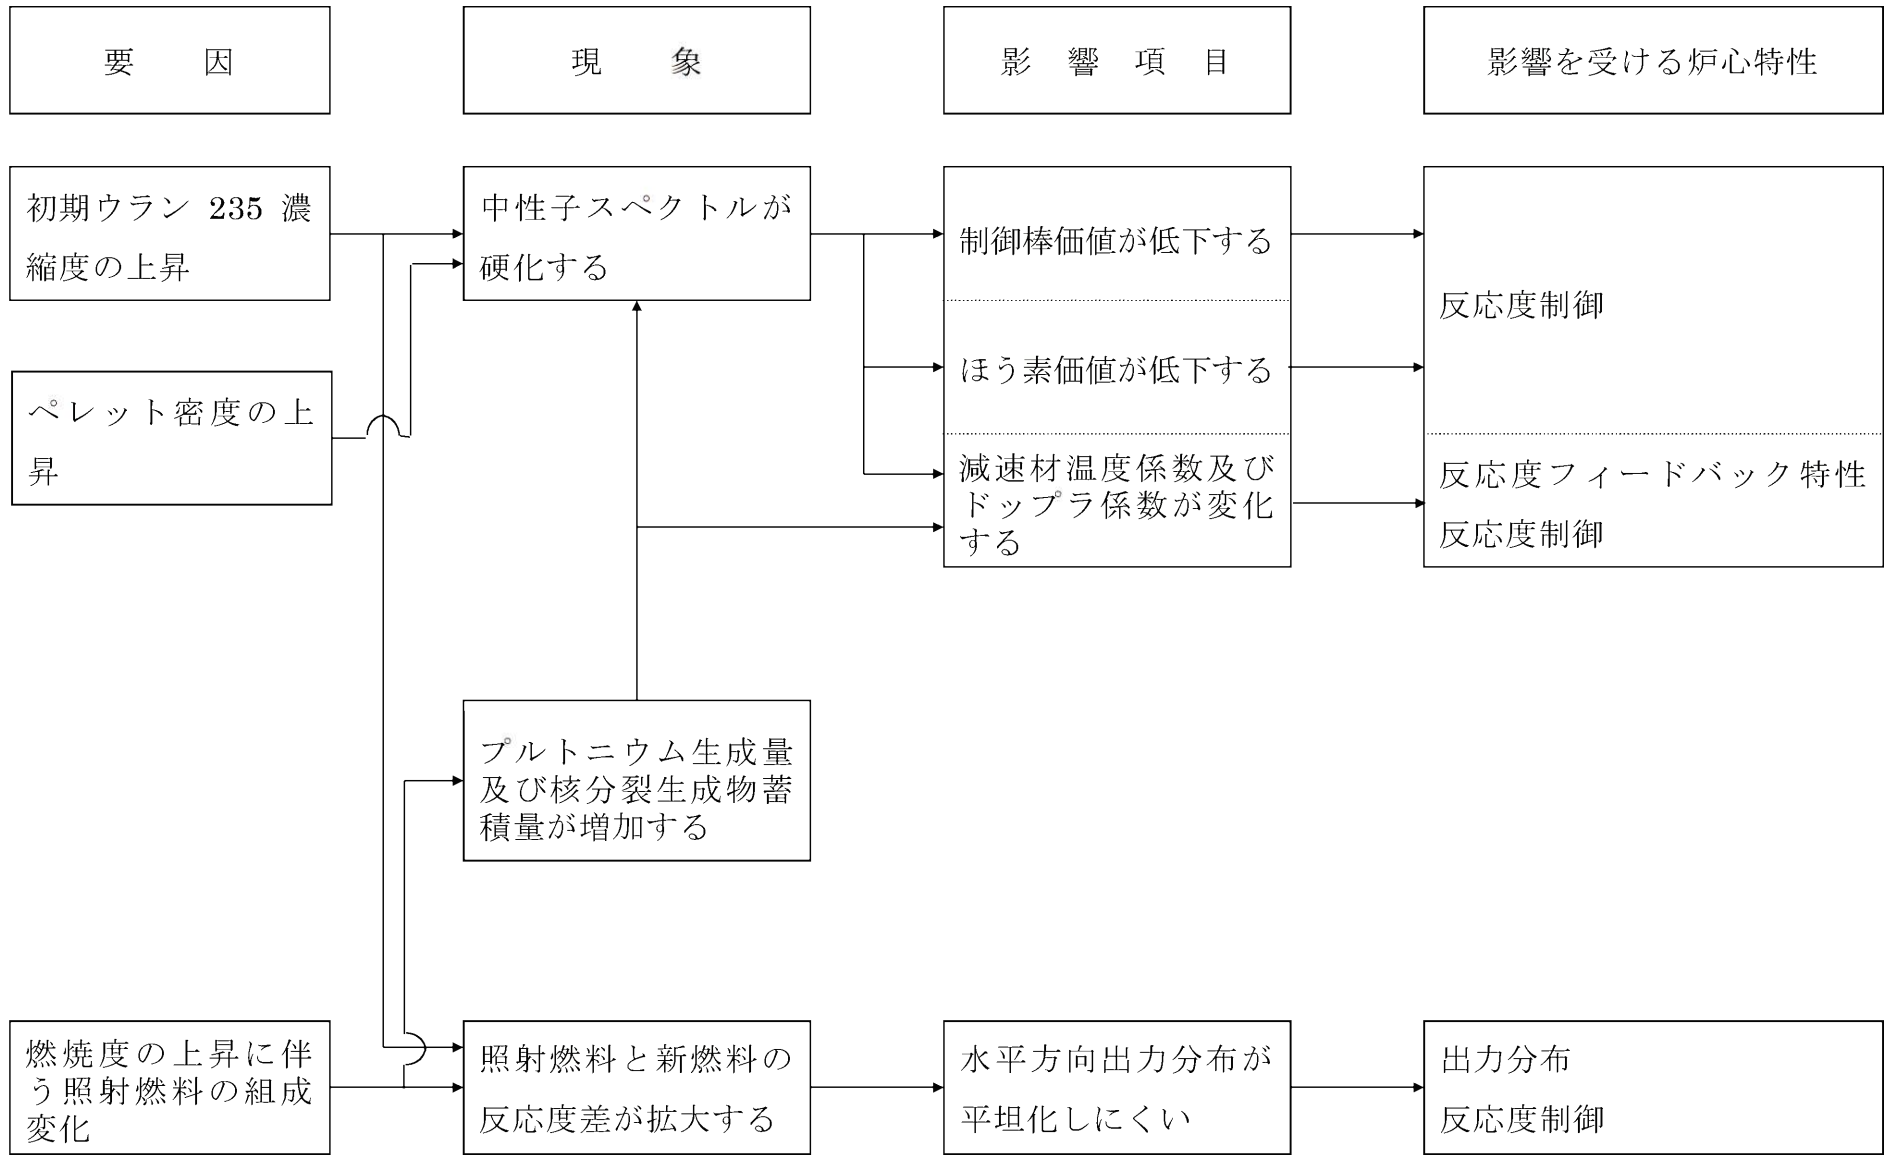 要因
現象
影響項目
影響を受ける炉心特性
初期ウラン 235 濃
縮度の上昇
中性子スペクトルが
硬化する
制御棒価値が低下する
ほう素価値が低下する
反応度制御
ペレット密度の上
昇
減速材温度係数及び
ドップラ係数が変化
する
反応度フィードバック特性
反応度制御
プルトニウム生成量
及び核分裂生成物蓄
積量が増加する
燃焼度の上昇に伴
う照射燃料の組成
変化
照射燃料と新燃料の
反応度差が拡大する
水平方向出力分布が
平坦化しにくい
出力分布
反応度制御